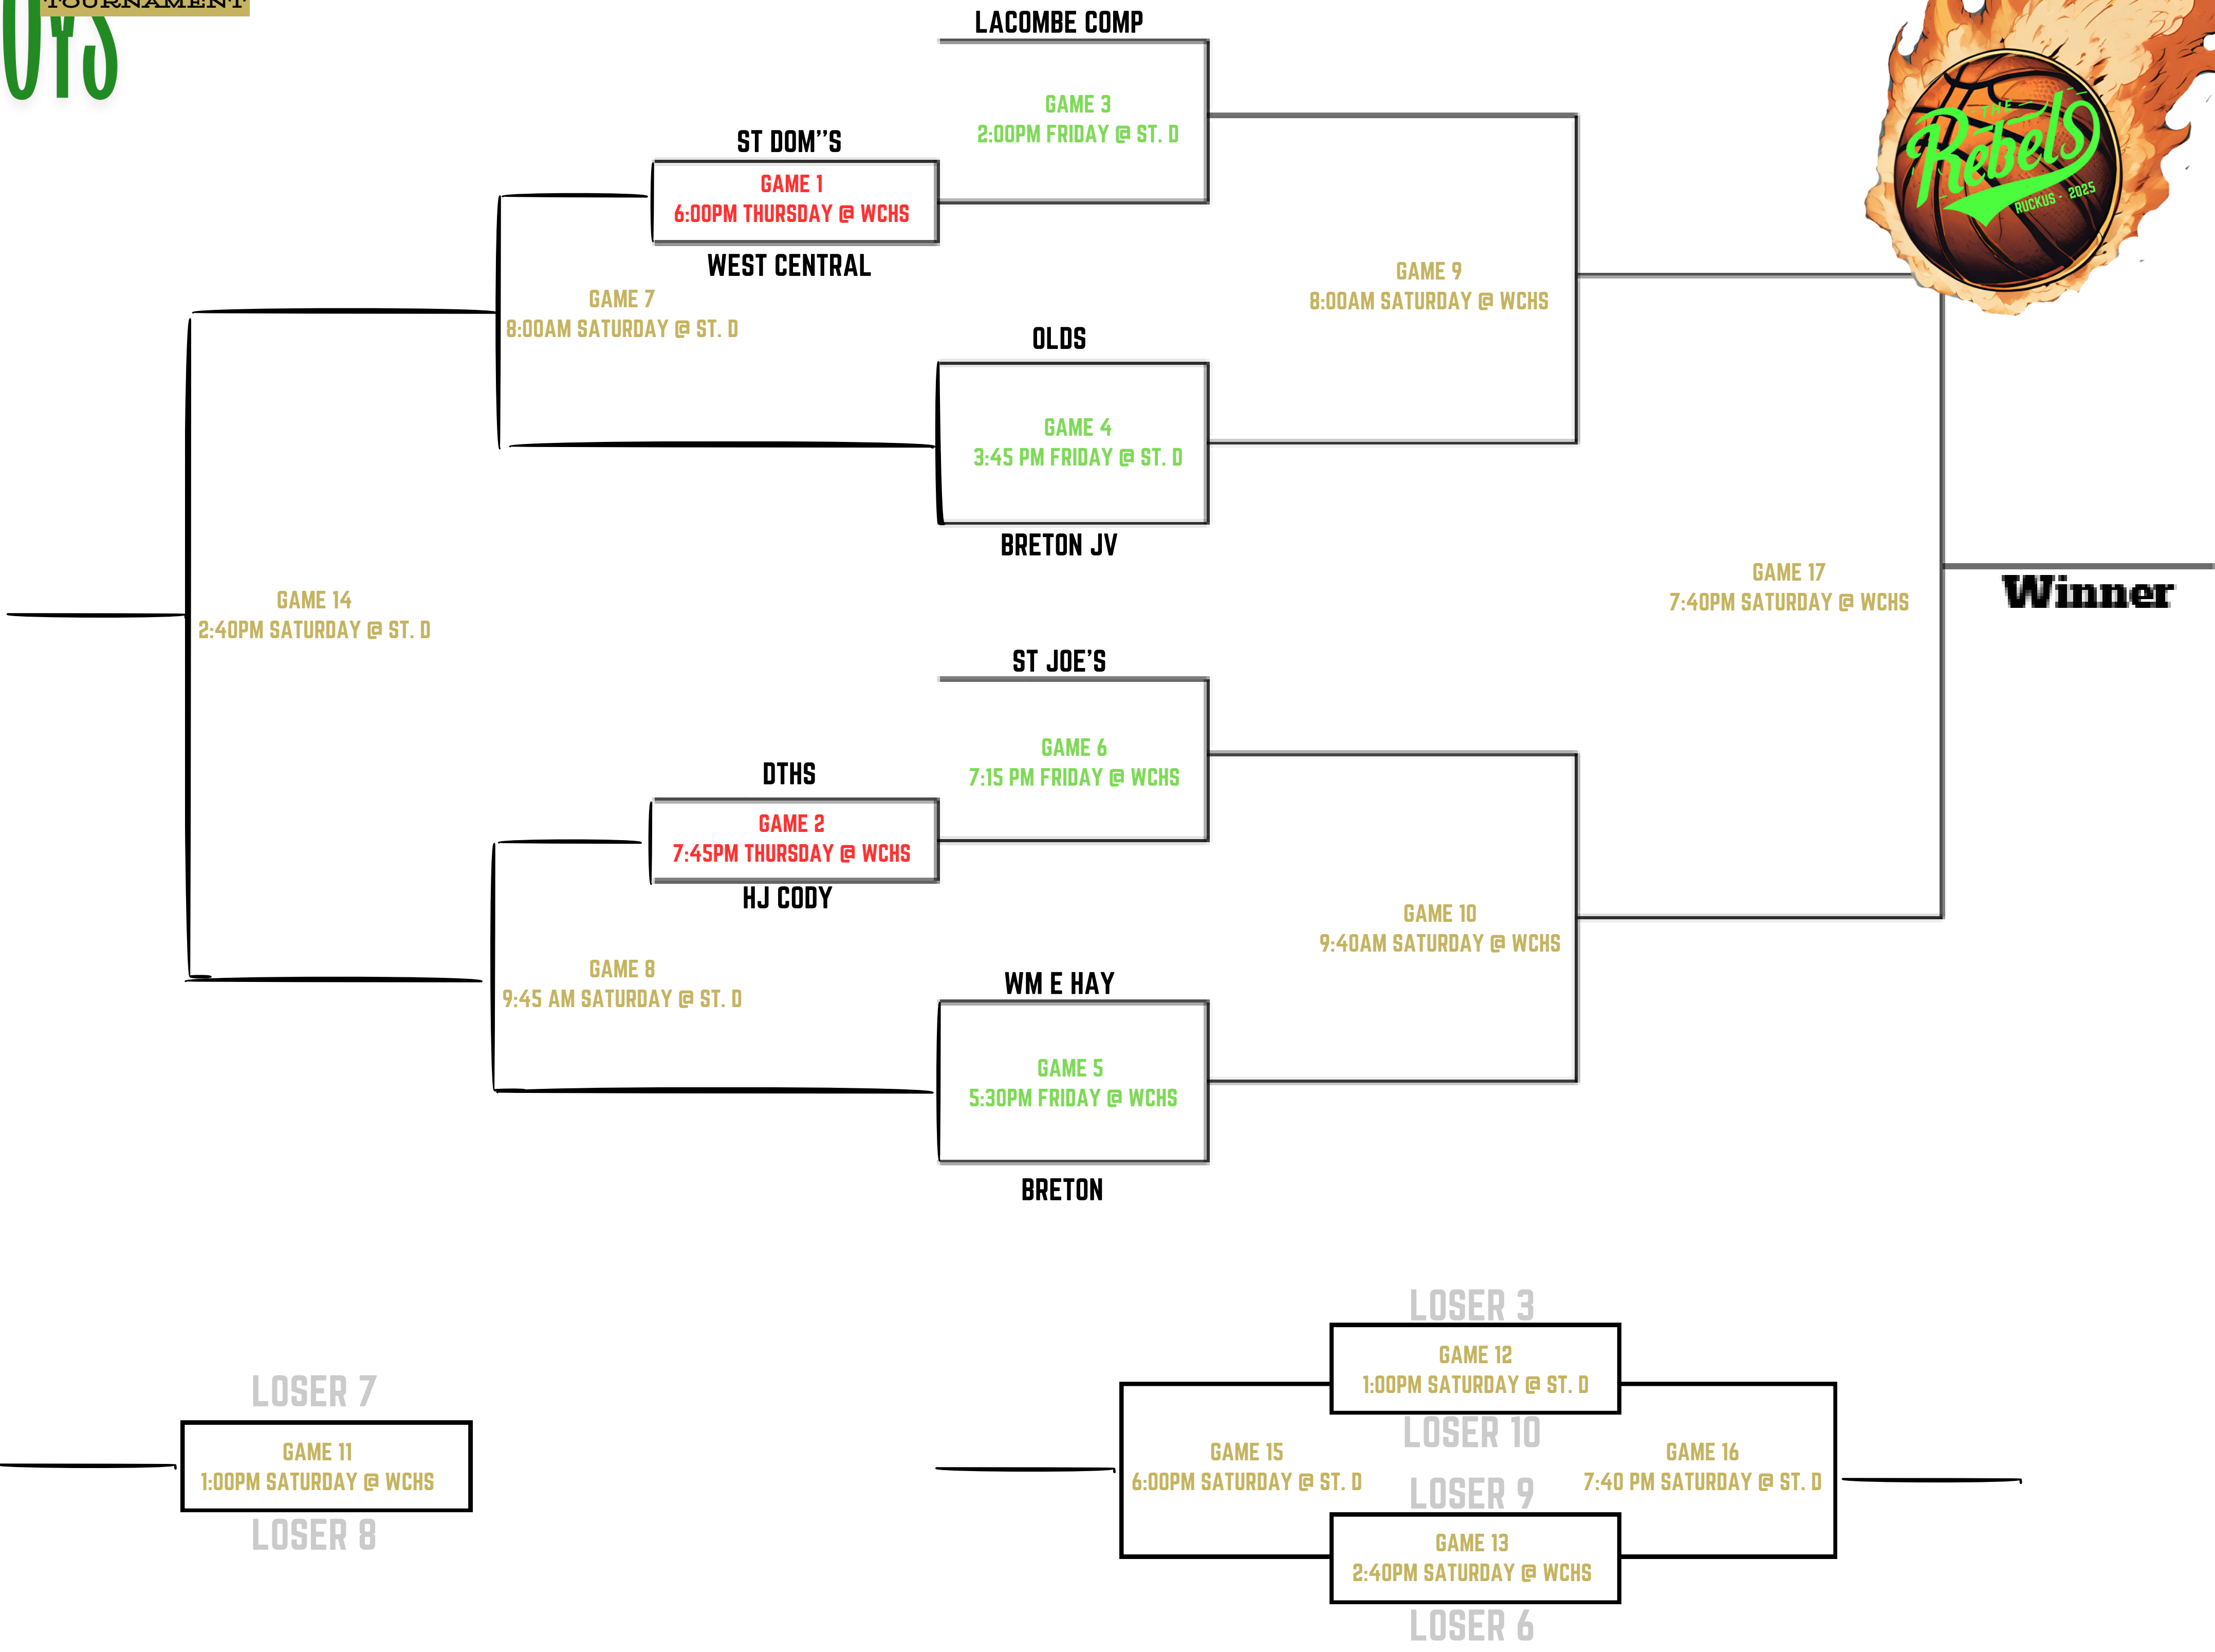 TOURNAMENT
OYS
LACOMBE COMP
GAME 3
2:00PM FRIDAY @ ST. D
ST DOM"S
GAME 1
6:00PM THURSDAY @ WCHS
WEST CENTRAL
THE
Rebels
RUCKUS - 2025
GAME 7
8:00AM SATURDAY @ ST. D
GAME 9
8:00AM SATURDAY @ WCHS
OLDS
GAME 4
3:45 PM FRIDAY @ ST. D
BRETON JV
GAME 14
2:40PM SATURDAY @ ST. D
GAME 17
7:40PM SATURDAY @ WCHS
Winner
ST JOE'S
GAME 6
7:15 PM FRIDAY @ WCHS
DTHS
GAME 2
7:45PM THURSDAY @ WCHS
HJ CODY
GAME 10
9:40AM SATURDAY @ WCHS
GAME 8
9:45 AM SATURDAY @ ST. D
WM E HAY
GAME 5
5:30PM FRIDAY @ WCHS
BRETON
LOSER 3
GAME 12
1:00PM SATURDAY @ ST. D
LOSER 10
LOSER 7
GAME 11
1:00PM SATURDAY @ WCHS
LOSER 8
GAME 15
6:00PM SATURDAY @ ST. D
GAME 16
7:40 PM SATURDAY @ ST. D
LOSER 9
GAME 13
2:40PM SATURDAY @ WCHS
LOSER 6